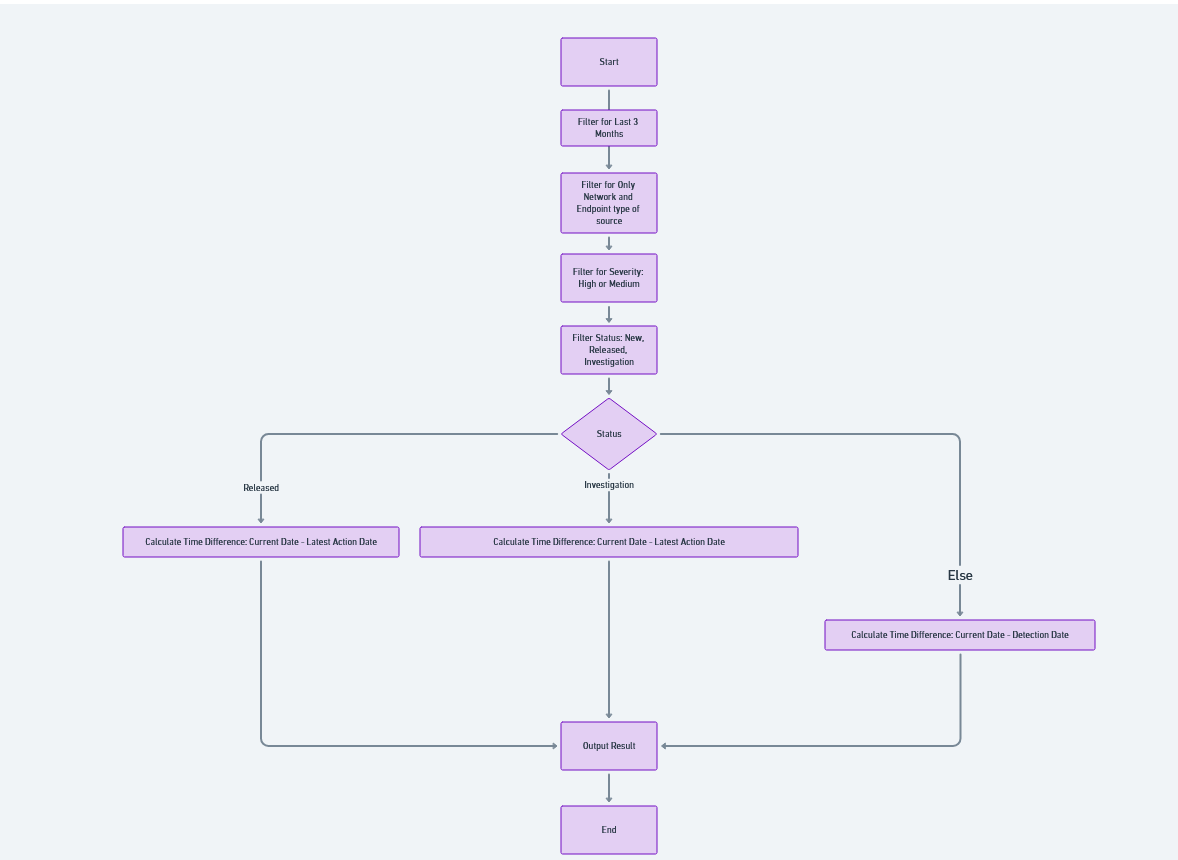 Start
Filter for Last 3
Months
Filter for Only
Network and
Endpoint type of
source
Filter for Severity:
High or Medium
Filter Status: New,
Released,
Investigation
Status
Released
Investigation
Calculate Time Difference: Current Date - Latest Action Date
Calculate Time Difference: Current Date - Latest Action Date
Else
Calculate Time Difference: Current Date - Detection Date
Output Result
End